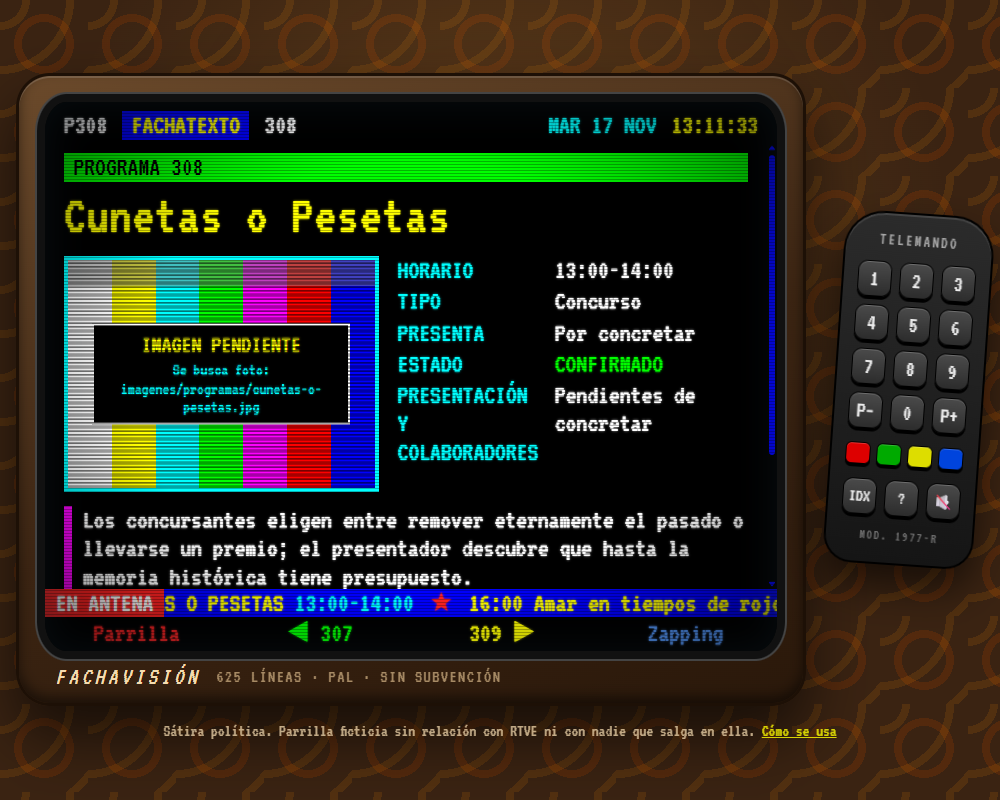 P308 FACHATEXTO 308 MAR 17 NOV 13:11:33
PROGRAMA 308
Cunetas o Pesetas
IMAGEN PENDIENTE
Se busca foto:
imagenes/programas/cunetas-o-
pesetas.jpg
HORARIO 13:00-14:00
TIPO Concurso
PRESENTA Por concretar
ESTADO CONFIRMADO
PRESENTACIÓN Pendientes de
Y concretar
COLABORADORES
Los concursantes eligen entre remover eternamente el pasado o
llevarse un premio; el presentador descubre que hasta la
memoria histórica tiene presupuesto.
EN ANTENA S O PESETAS 13:00-14:00 ★ 16:00 Amar en tiempos de roj
Parrilla ◀ 307 309 ▶ Zapping
FACHAVISIÓN 625 LÍNEAS · PAL · SIN SUBVENCIÓN
TELEMANDO
1 2 3
4 5 6
7 8 9
P- 0 P+
IDX ?
MOD. 1977-R
Sátira política. Parrilla ficticia sin relación con RTVE ni con nadie que salga en ella. Cómo se usa